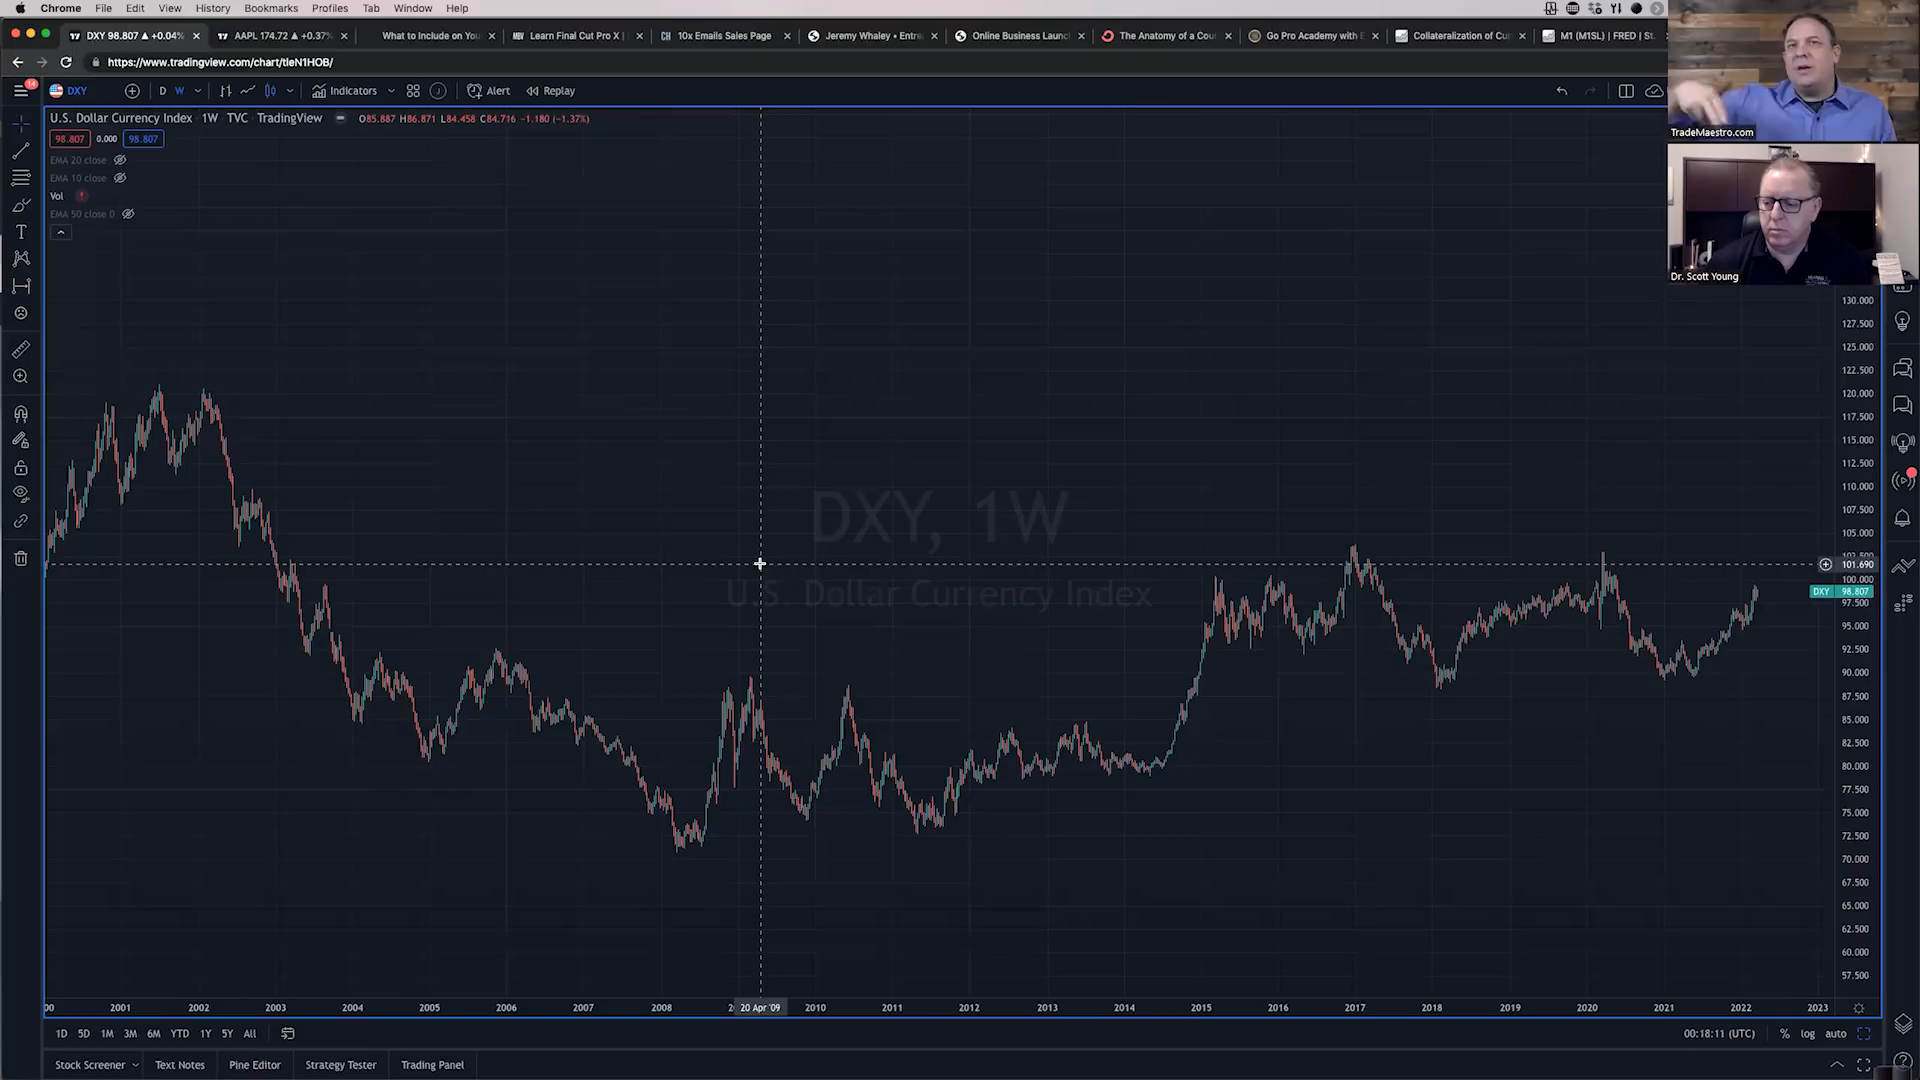 Chrome File Edit View History Bookmarks Profiles Tab Window Help
DXY 98.807 ▲ +0.04%
AAPL 174.72 ▲ +0.37%
What to Include on You
Learn Final Cut Pro X |
10x Emails Sales Page
Jeremy Whaley • Entre
Online Business Launc
The Anatomy of a Cou
Go Pro Academy with E
Collateralization of Cu
M1 (M1SL) | FRED | St.
https://www.tradingview.com/chart/tleN1HOB/
14
DXY D W Indicators Alert Replay
U.S. Dollar Currency Index · 1W TVC · TradingView O85.887 H86.871 L84.458 C84.716 −1.180 (−1.37%)
98.807 0.000 98.807
EMA 20 close
EMA 10 close
Vol
EMA 50 close 0
TradeMaestro.com
Dr. Scott Young
DXY, 1W
U.S. Dollar Currency Index
130.000
127.500
125.000
122.500
120.000
117.500
115.000
112.500
110.000
107.500
105.000
101.690
100.000
DXY 98.807
97.500
95.000
92.500
90.000
87.500
85.000
82.500
80.000
77.500
75.000
72.500
70.000
67.500
65.000
62.500
60.000
57.500
00 2001 2002 2003 2004 2005 2006 2007 2008 20 Apr '09 2010 2011 2012 2013 2014 2015 2016 2017 2018 2019 2020 2021 2022 2023
1D 5D 1M 3M 6M YTD 1Y 5Y All
00:18:11 (UTC) % log auto
Stock Screener Text Notes Pine Editor Strategy Tester Trading Panel